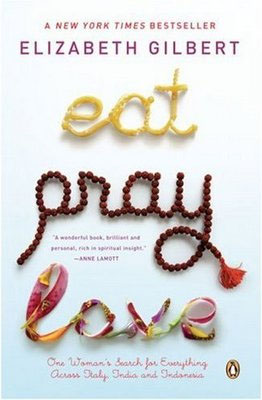 A NEW YORK TIMES BESTSELLER
ELIZABETH GILBERT
eat
pray
"A wonderful book, brilliant and
personal, rich in spiritual insight."
—ANNE LAMOTT
love
One Woman's Search for Everything
Across Italy, India and Indonesia